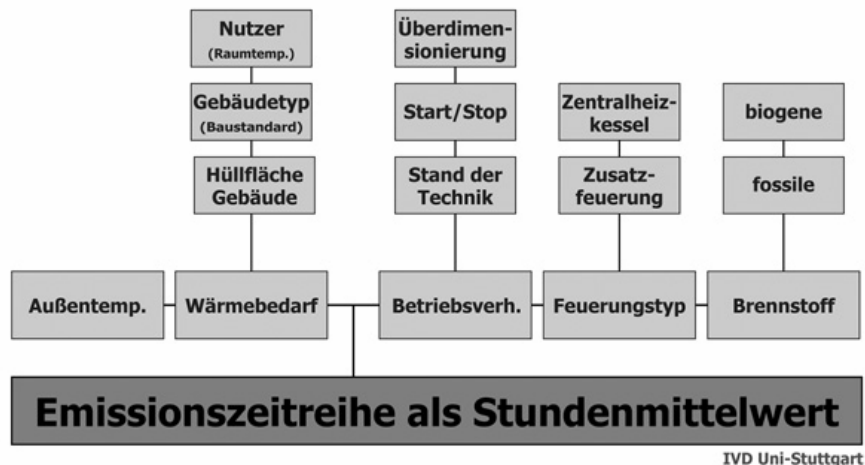 Nutzer
(Raumtemp.)
Gebäudetyp
(Baustandard)
Hüllfläche
Gebäude
Überdimen-
sionierung
Start/Stop
Stand der
Technik
Zentralheiz-
kessel
Zusatz-
feuerung
biogene
fossile
Außentemp.
Wärmebedarf
Betriebsverh.
Feuerungstyp
Brennstoff
Emissionszeitreihe als Stundenmittelwert
IVD Uni-Stuttgart